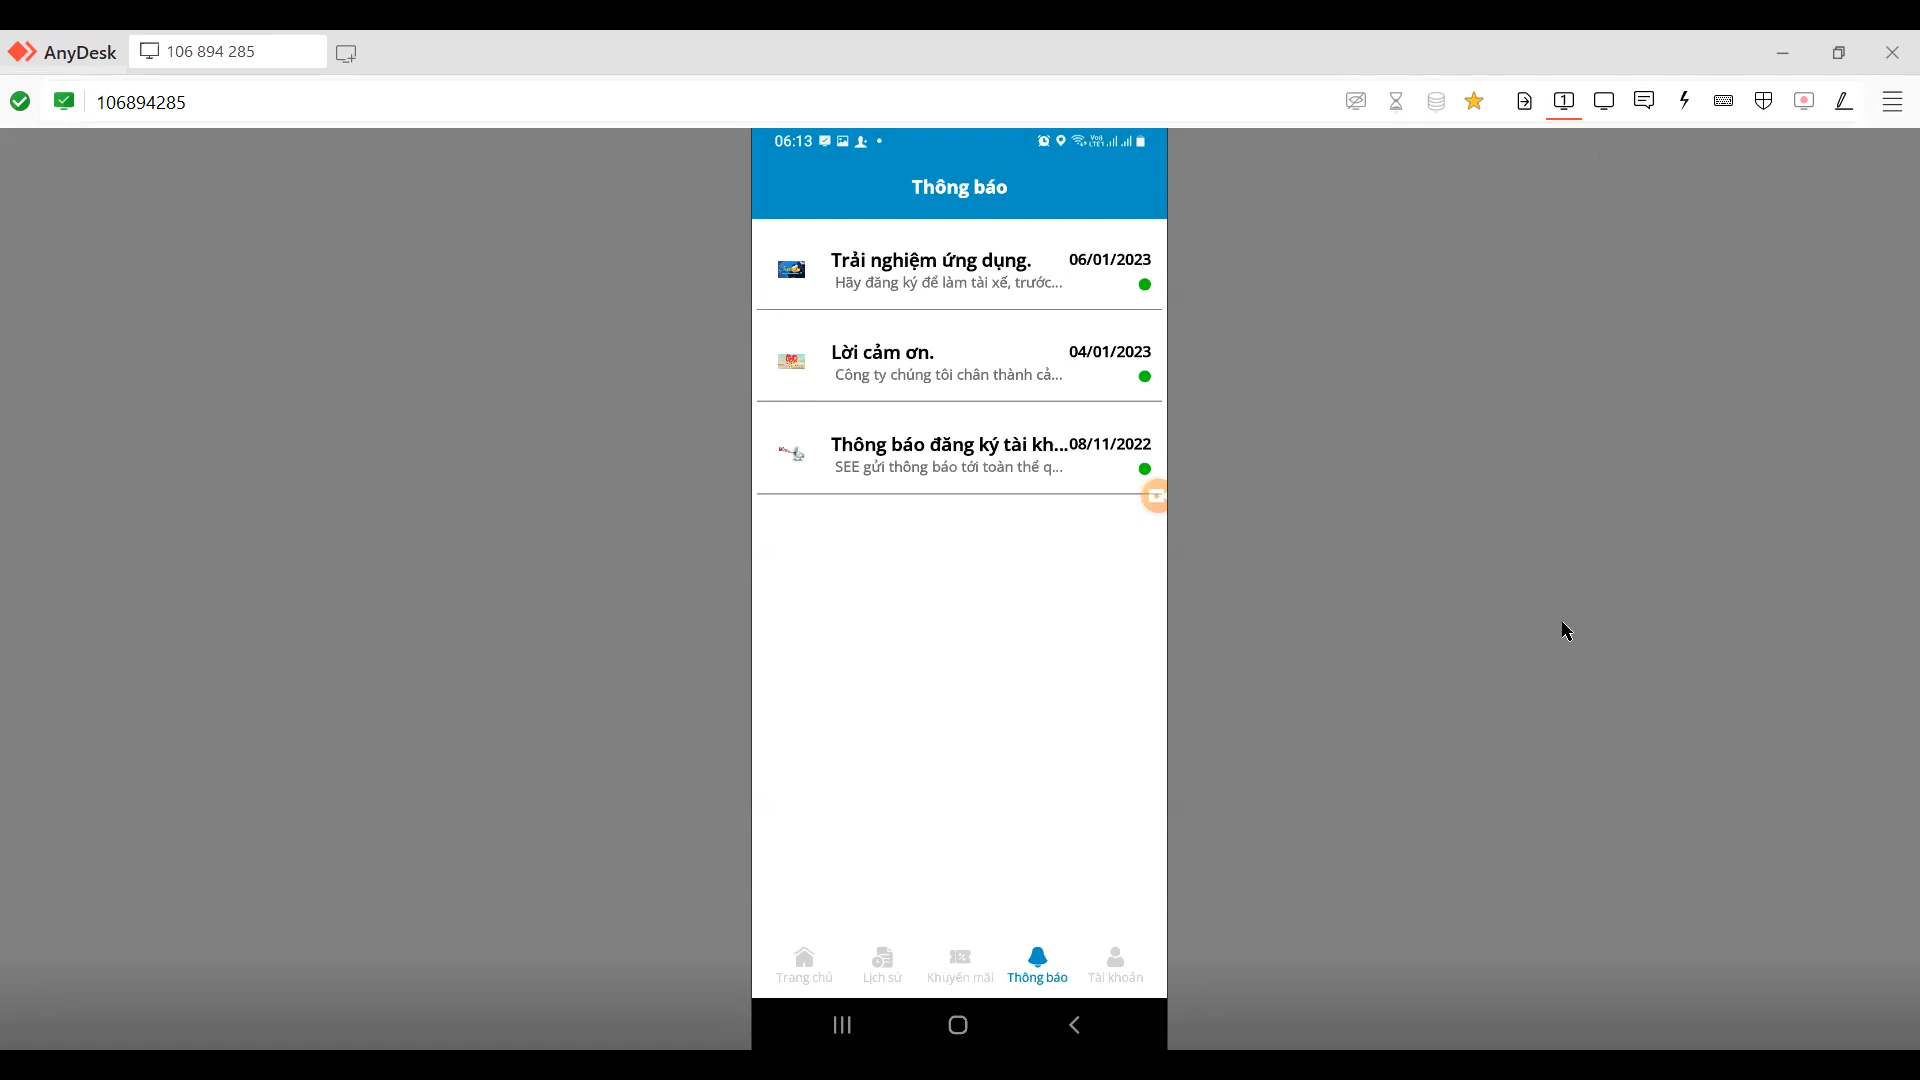 AnyDesk
106 894 285
106894285
1
06:13
Thông báo
Trải nghiệm ứng dụng. 06/01/2023
Hãy đăng ký để làm tài xế, trước...
Lời cảm ơn. 04/01/2023
Công ty chúng tôi chân thành cả...
Thông báo đăng ký tài kh... 08/11/2022
SEE gửi thông báo tới toàn thể q...
Trang chủ Lịch sử Khuyến mãi Thông báo Tài khoản